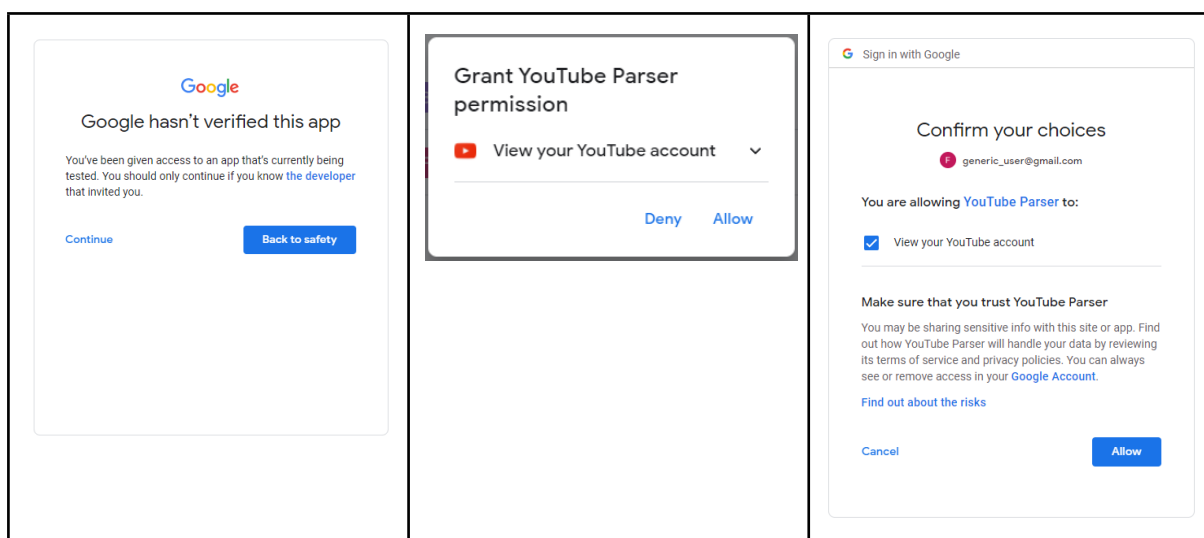 Google
Google hasn't verified this app
You've been given access to an app that's currently being
tested. You should only continue if you know the developer
that invited you.
Continue
Back to safety
Grant YouTube Parser
permission
View your YouTube account
Deny
Allow
G Sign in with Google
Confirm your choices
F generic_user@gmail.com
You are allowing YouTube Parser to:
View your YouTube account
Make sure that you trust YouTube Parser
You may be sharing sensitive info with this site or app. Find
out how YouTube Parser will handle your data by reviewing
its terms of service and privacy policies. You can always
see or remove access in your Google Account.
Find out about the risks
Cancel
Allow